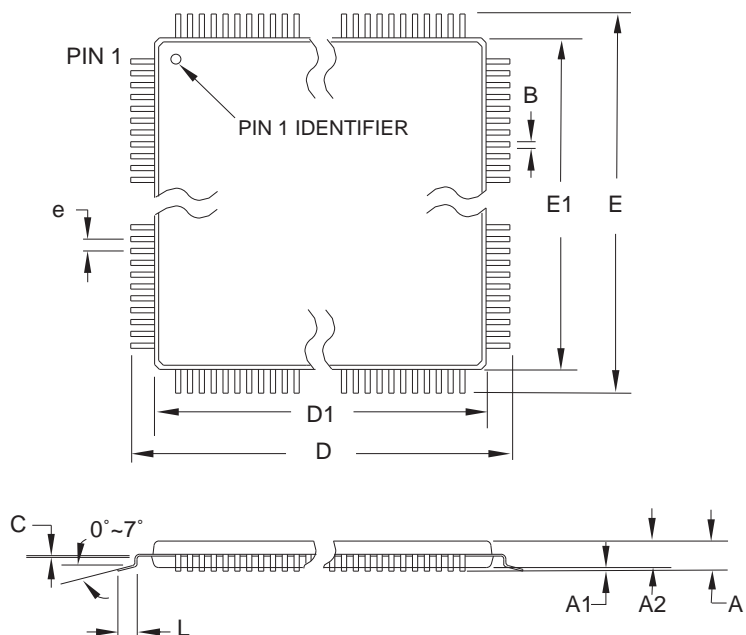 PIN 1
PIN 1 IDENTIFIER
B
e
E1
E
D1
D
C
0˚~7˚
L
A1
A2
A